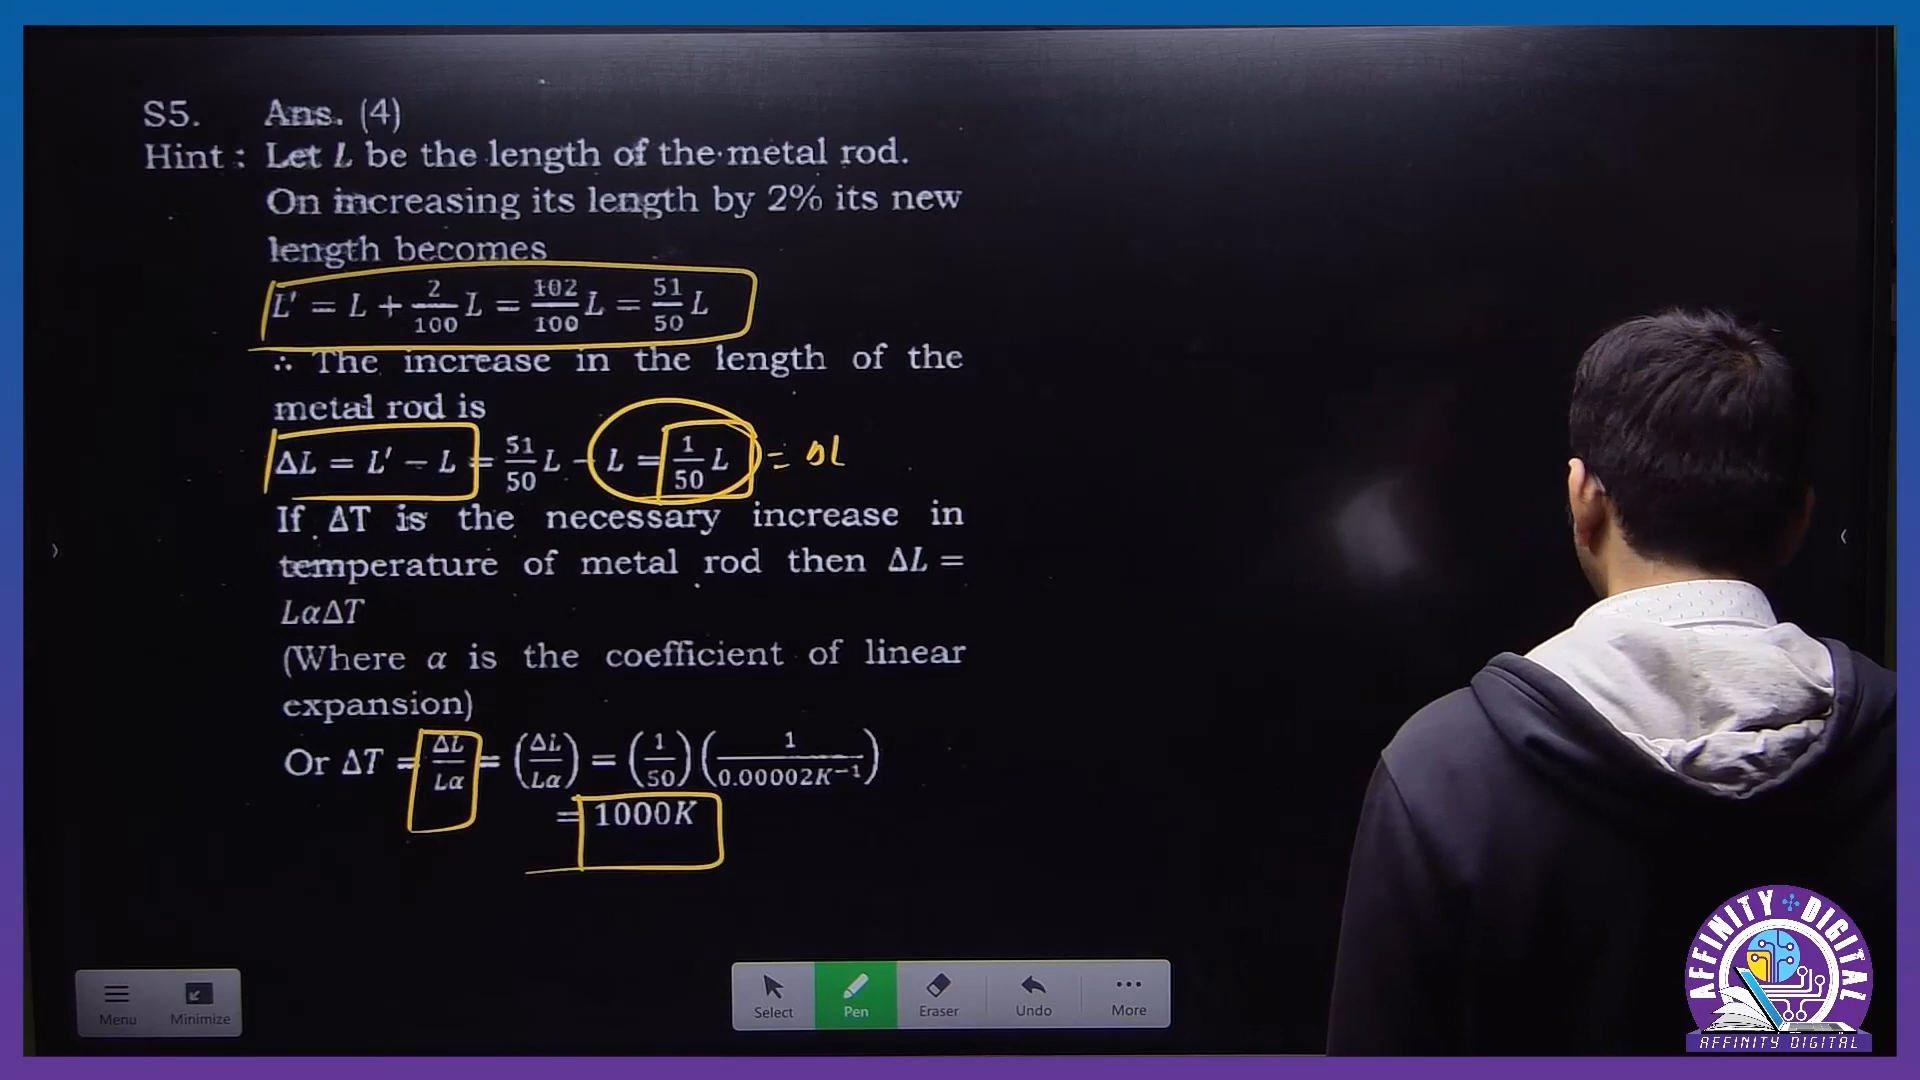 S5. Ans. (4)
Hint : Let L be the length of the metal rod.
On increasing its length by 2% its new
length becomes
L' = L + 2/100 L = 102/100 L = 51/50 L
∴ The increase in the length of the
metal rod is
ΔL = L' − L = 51/50 L − L = 1/50 L = ΔL
If ΔT is the necessary increase in
temperature of metal rod then ΔL =
LαΔT
(Where α is the coefficient of linear
expansion)
Or ΔT = ΔL/Lα = (ΔL/Lα) = (1/50) (1/0.00002K⁻¹)
= 1000K
Menu Minimize Select Pen Eraser Undo More
AFFINITY DIGITAL
AFFINITY DIGITAL